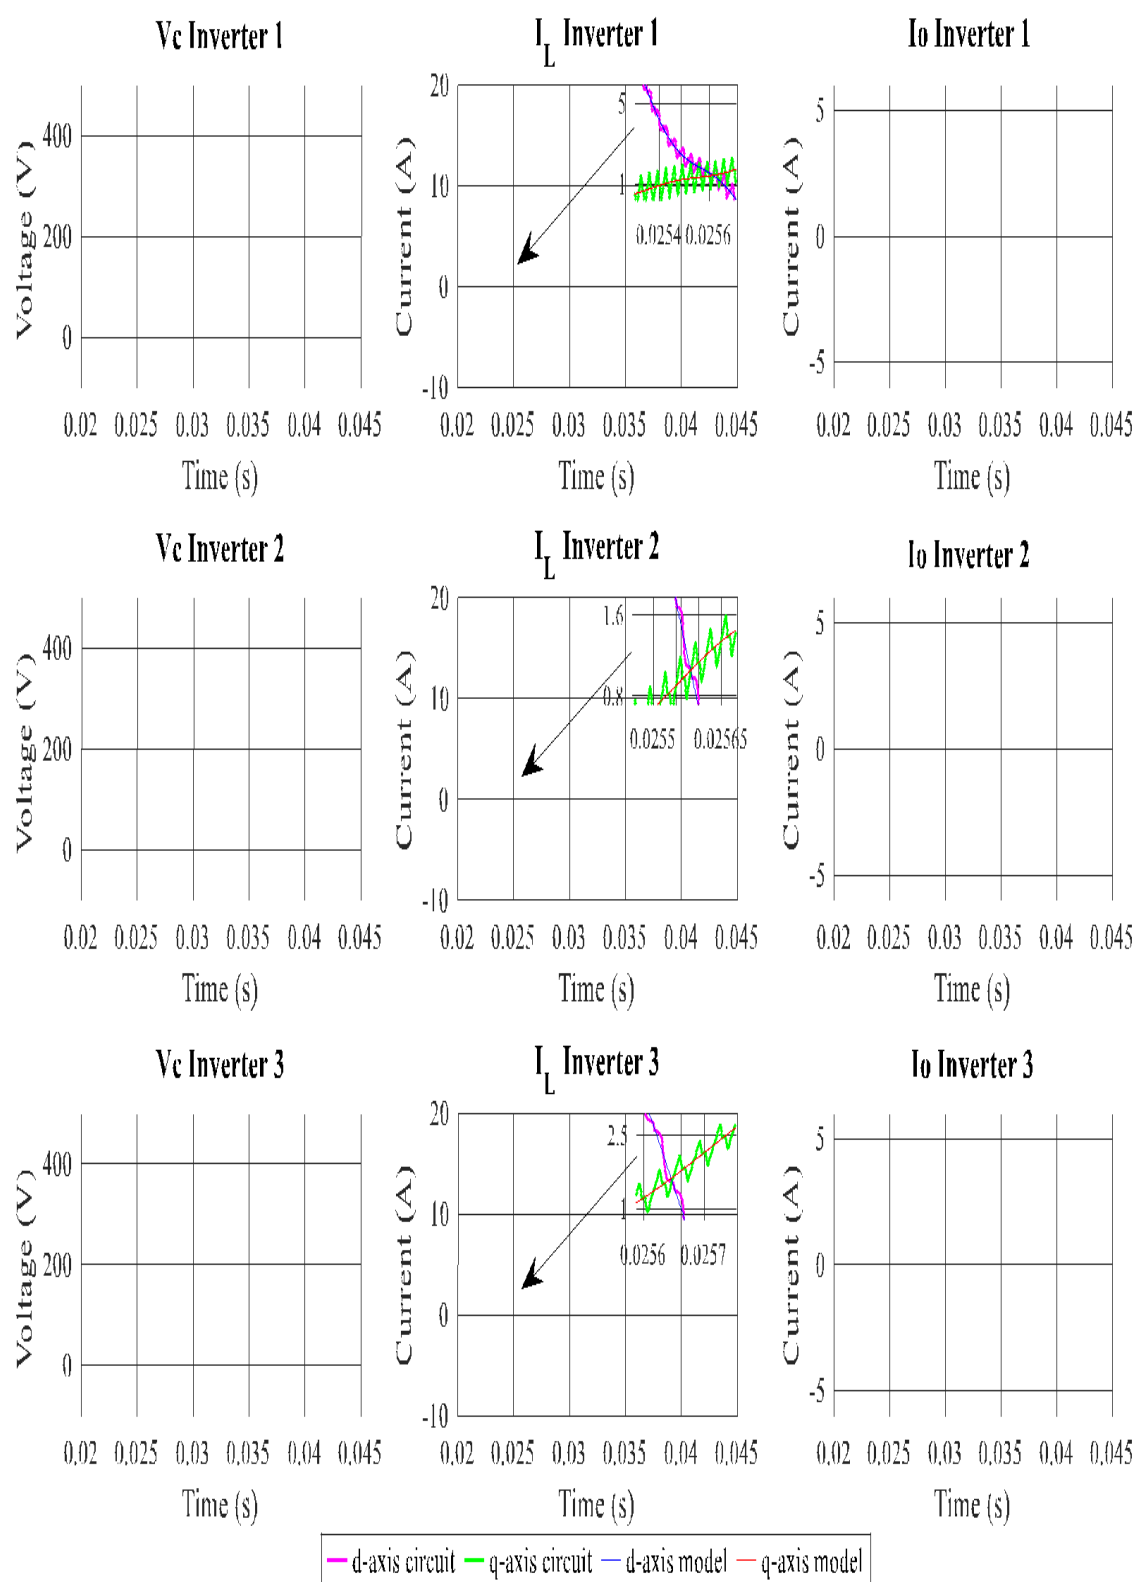 Vc Inverter 1
I_L Inverter 1
Io Inverter 1
Voltage (V)
400
200
0
0.02 0.025 0.03 0.035 0.04 0.045
Time (s)
Current (A)
20
10
0
-10
5
1
0.0254 0.0256
0.02 0.025 0.03 0.035 0.04 0.045
Time (s)
Current (A)
5
0
-5
0.02 0.025 0.03 0.035 0.04 0.045
Time (s)
Vc Inverter 2
I_L Inverter 2
Io Inverter 2
Voltage (V)
400
200
0
0.02 0.025 0.03 0.035 0.04 0.045
Time (s)
Current (A)
20
10
0
-10
1.6
0.8
0.0255 0.02565
0.02 0.025 0.03 0.035 0.04 0.045
Time (s)
Current (A)
5
0
-5
0.02 0.025 0.03 0.035 0.04 0.045
Time (s)
Vc Inverter 3
I_L Inverter 3
Io Inverter 3
Voltage (V)
400
200
0
0.02 0.025 0.03 0.035 0.04 0.045
Time (s)
Current (A)
20
10
0
-10
2.5
1
0.0256 0.0257
0.02 0.025 0.03 0.035 0.04 0.045
Time (s)
Current (A)
5
0
-5
0.02 0.025 0.03 0.035 0.04 0.045
Time (s)
d-axis circuit q-axis circuit d-axis model q-axis model